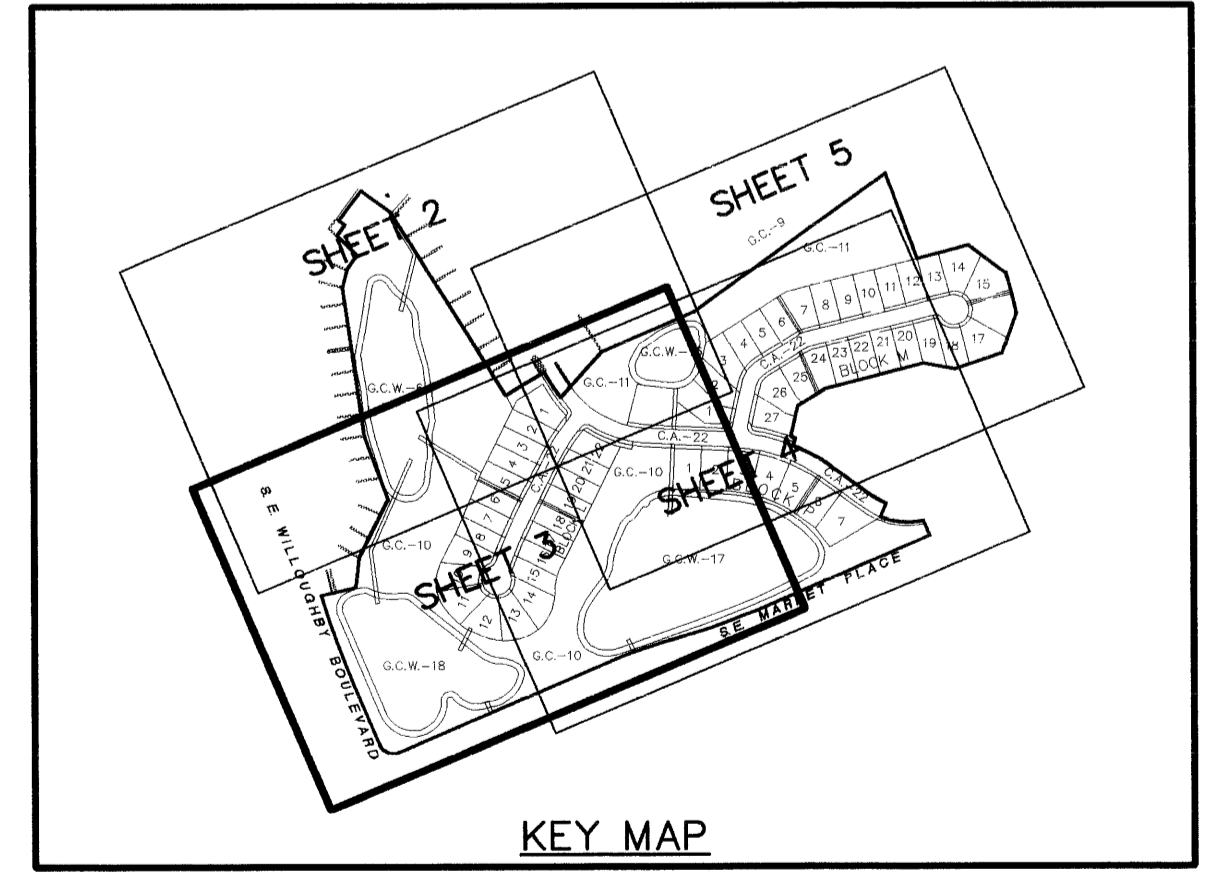 SHEET 5
SHEET 2
G.C.-9
G.C.-11
1
2
3
4
5
6
7
8
9
10
11
12
13
14
15
17
18
19
20
21
22
23
24
25
26
27
BLOCK M
C.A.-22
G.C.W.-
G.C.-11
G.C.W.-6
C.A.-22
C.A.-22
G.C.-10
SHEET 4
1
2
4
5
6
7
BLOCK P
G.C.W.-17
S.E. WILLOUGHBY BOULEVARD
G.C.-10
SHEET 3
1
2
3
4
5
6
7
8
9
11
12
13
14
15
18
19
20
21
22
BLOCK L
C.A.-22
G.C.W.-18
G.C.-10
S.E. MARKET PLACE
KEY MAP